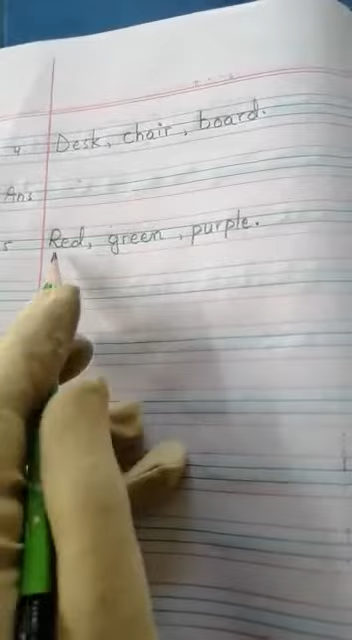 4 Desk, chair, board.
Ans
5 Red, green, purple.